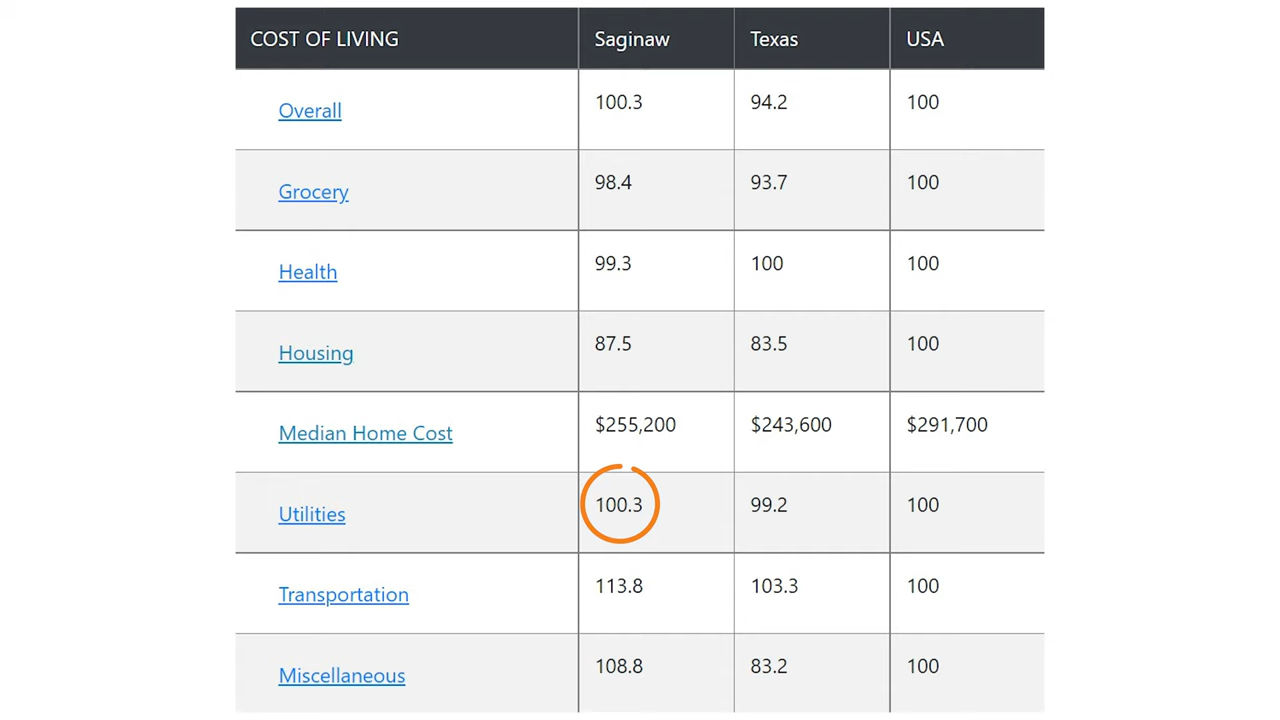 COST OF LIVING Saginaw Texas USA
Overall 100.3 94.2 100
Grocery 98.4 93.7 100
Health 99.3 100 100
Housing 87.5 83.5 100
Median Home Cost $255,200 $243,600 $291,700
Utilities 100.3 99.2 100
Transportation 113.8 103.3 100
Miscellaneous 108.8 83.2 100